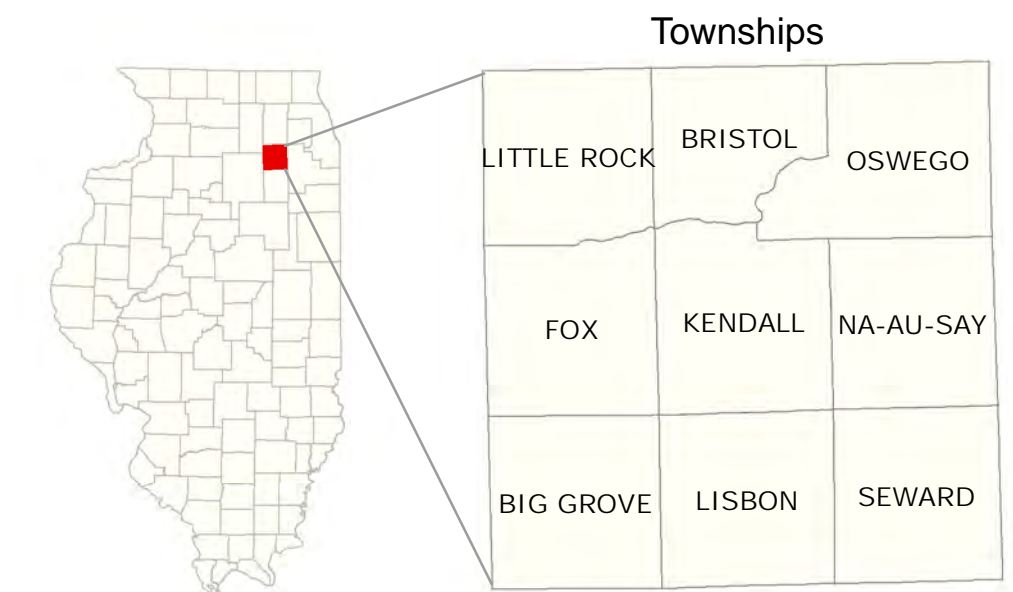 Townships
LITTLE ROCK
BRISTOL
OSWEGO
FOX
KENDALL
NA-AU-SAY
BIG GROVE
LISBON
SEWARD